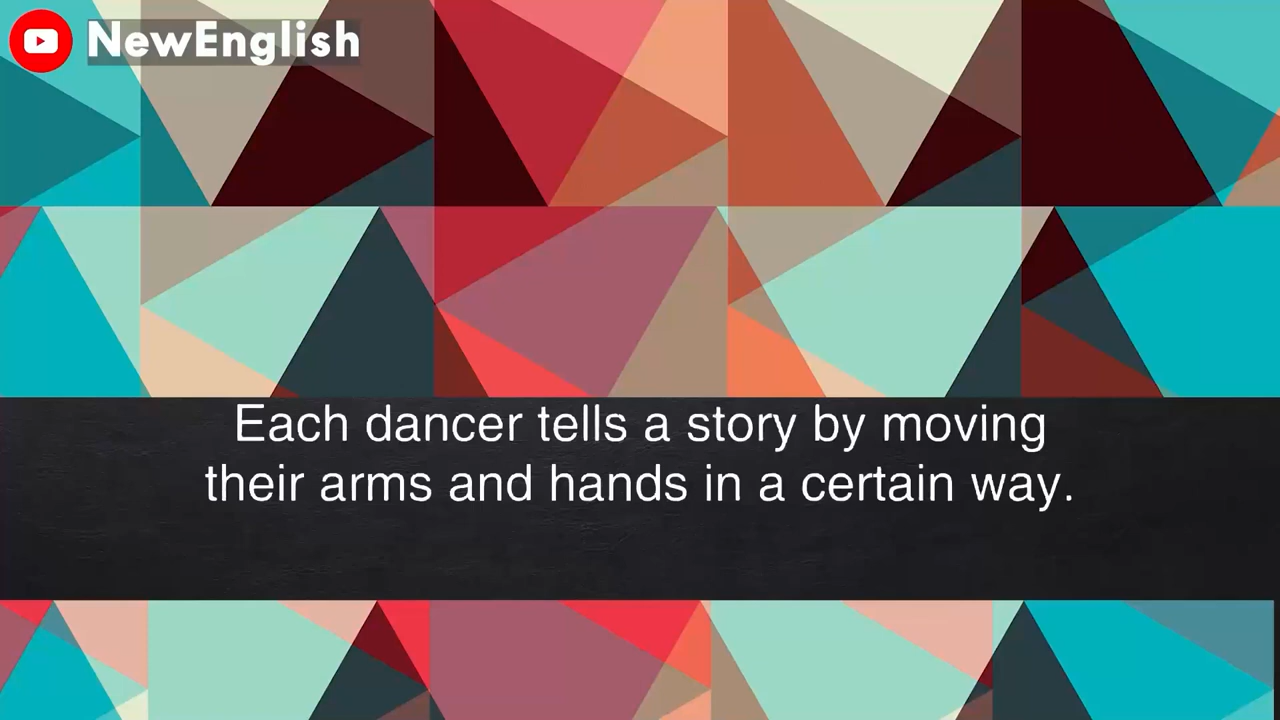 NewEnglish
Each dancer tells a story by moving
their arms and hands in a certain way.